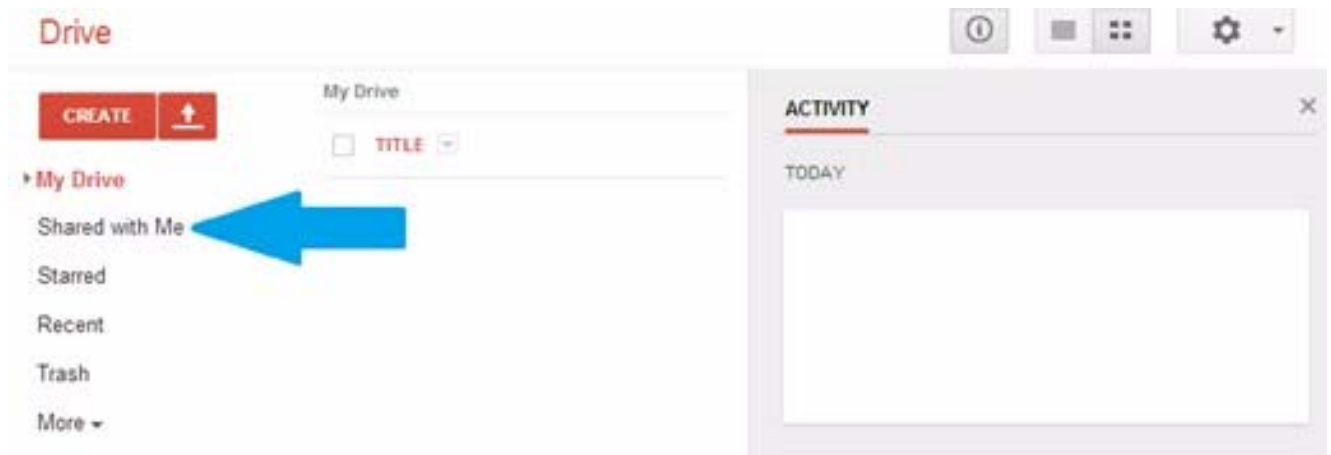 Drive
CREATE
My Drive
Shared with Me
Starred
Recent
Trash
More
My Drive
TITLE
ACTIVITY
TODAY